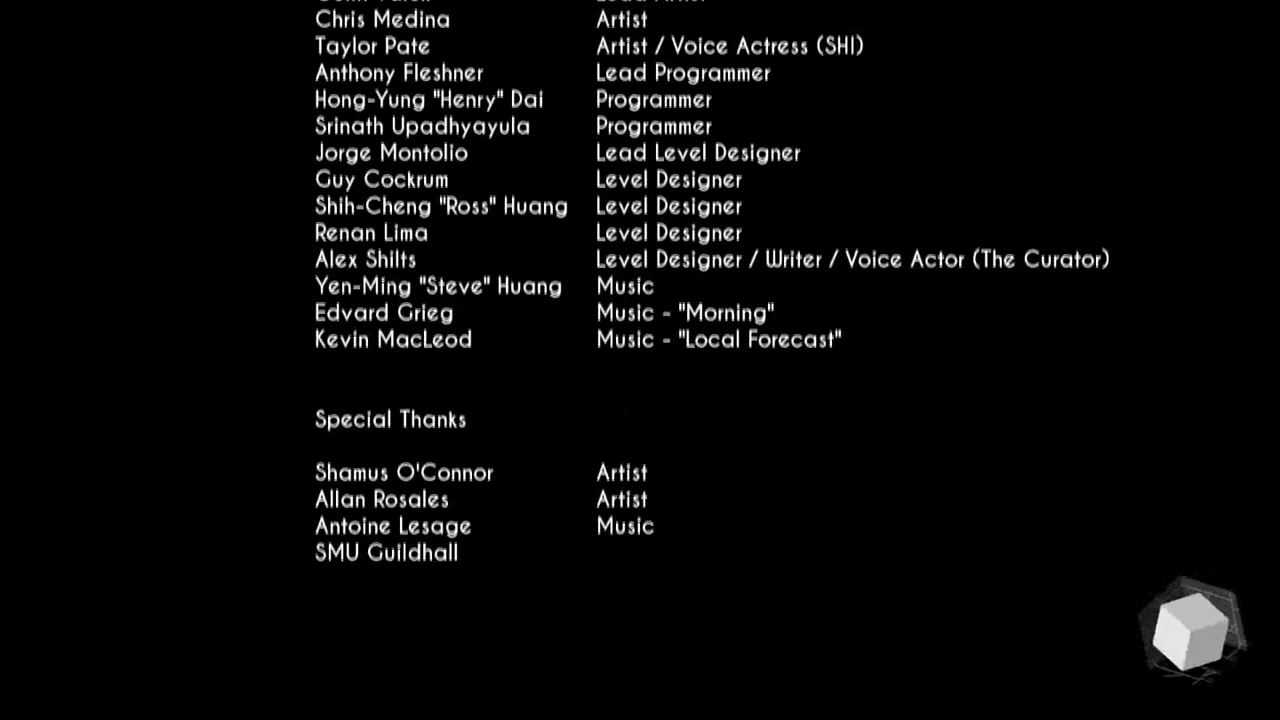 Chris Medina Artist
Taylor Pate Artist / Voice Actress (SHI)
Anthony Fleshner Lead Programmer
Hong-Yung "Henry" Dai Programmer
Srinath Upadhyayula Programmer
Jorge Montolio Lead Level Designer
Guy Cockrum Level Designer
Shih-Cheng "Ross" Huang Level Designer
Renan Lima Level Designer
Alex Shilts Level Designer / Writer / Voice Actor (The Curator)
Yen-Ming "Steve" Huang Music
Edvard Grieg Music - "Morning"
Kevin MacLeod Music - "Local Forecast"
Special Thanks
Shamus O'Connor Artist
Allan Rosales Artist
Antoine Lesage Music
SMU Guildhall